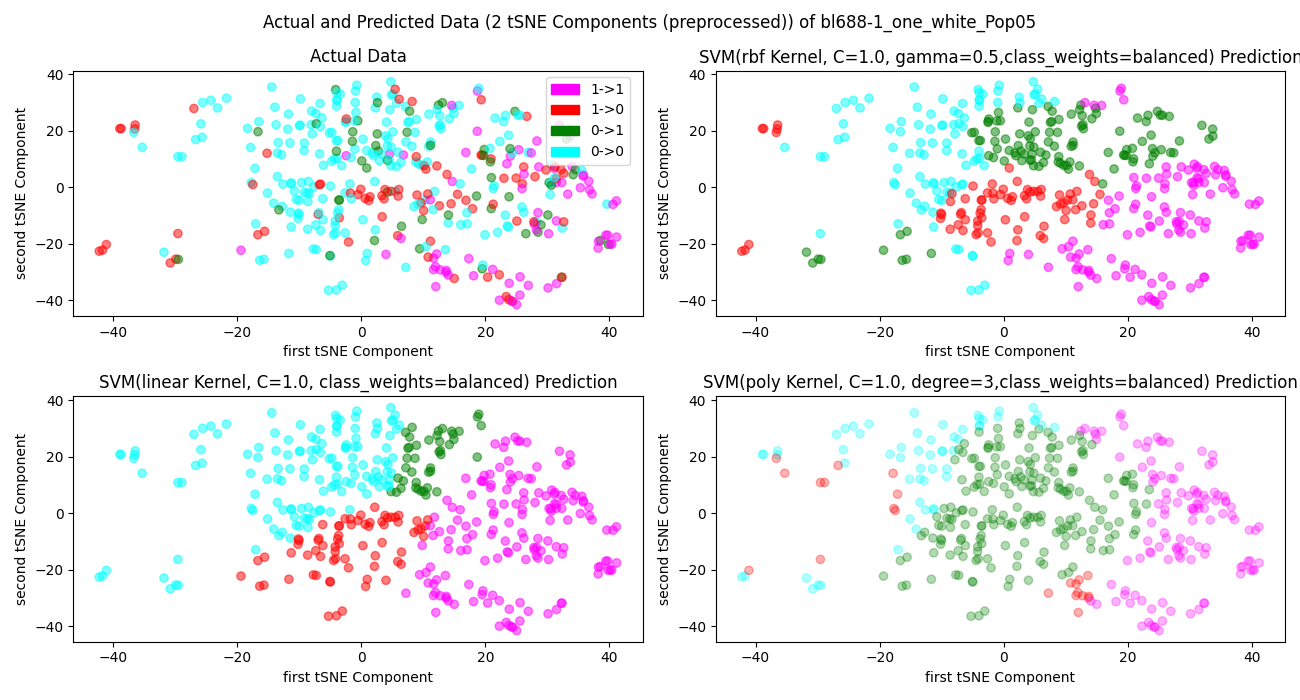 Actual and Predicted Data (2 tSNE Components (preprocessed)) of bl688-1_one_white_Pop05
Actual Data
40
20
0
−20
−40
second tSNE Component
1->1
1->0
0->1
0->0
−40 −20 0 20 40
first tSNE Component
SVM(rbf Kernel, C=1.0, gamma=0.5,class_weights=balanced) Prediction
40
20
0
−20
−40
second tSNE Component
−40 −20 0 20 40
first tSNE Component
SVM(linear Kernel, C=1.0, class_weights=balanced) Prediction
40
20
0
−20
−40
second tSNE Component
−40 −20 0 20 40
first tSNE Component
SVM(poly Kernel, C=1.0, degree=3,class_weights=balanced) Prediction
40
20
0
−20
−40
second tSNE Component
−40 −20 0 20 40
first tSNE Component